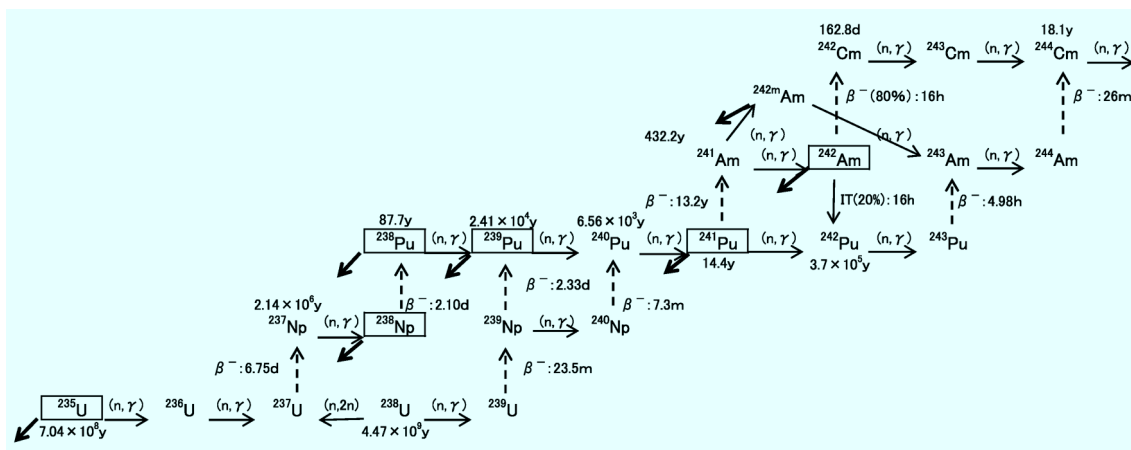 162.8d 18.1y
²⁴²Cm (n,γ) ²⁴³Cm (n,γ) ²⁴⁴Cm (n,γ)
²⁴²ᵐAm β⁻(80%):16h β⁻:26m
432.2y (n,γ) (n,γ)
²⁴¹Am (n,γ) ²⁴²Am ²⁴³Am (n,γ) ²⁴⁴Am
β⁻:13.2y IT(20%):16h β⁻:4.98h
87.7y 2.41×10⁴y 6.56×10³y
²³⁸Pu (n,γ) ²³⁹Pu (n,γ) ²⁴⁰Pu (n,γ) ²⁴¹Pu (n,γ) ²⁴²Pu (n,γ) ²⁴³Pu
14.4y 3.7×10⁵y
β⁻:2.33d
2.14×10⁶y β⁻:2.10d β⁻:7.3m
²³⁷Np (n,γ) ²³⁸Np ²³⁹Np (n,γ) ²⁴⁰Np
β⁻:6.75d β⁻:23.5m
²³⁵U (n,γ) ²³⁶U (n,γ) ²³⁷U (n,2n) ²³⁸U (n,γ) ²³⁹U
7.04×10⁸y 4.47×10⁹y